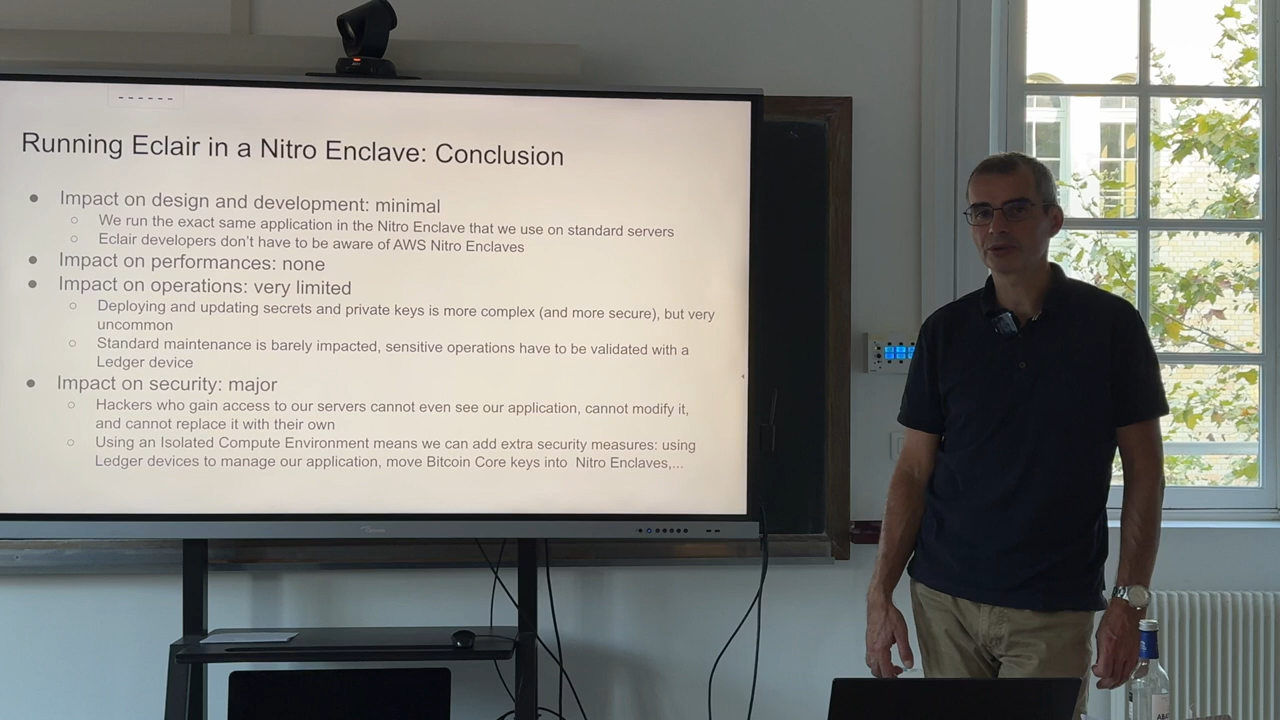 Running Eclair in a Nitro Enclave: Conclusion
● Impact on design and development: minimal
○ We run the exact same application in the Nitro Enclave that we use on standard servers
○ Eclair developers don't have to be aware of AWS Nitro Enclaves
● Impact on performances: none
● Impact on operations: very limited
○ Deploying and updating secrets and private keys is more complex (and more secure), but very
uncommon
○ Standard maintenance is barely impacted, sensitive operations have to be validated with a
Ledger device
● Impact on security: major
○ Hackers who gain access to our servers cannot even see our application, cannot modify it,
and cannot replace it with their own
○ Using an Isolated Compute Environment means we can add extra security measures: using
Ledger devices to manage our application, move Bitcoin Core keys into Nitro Enclaves,...